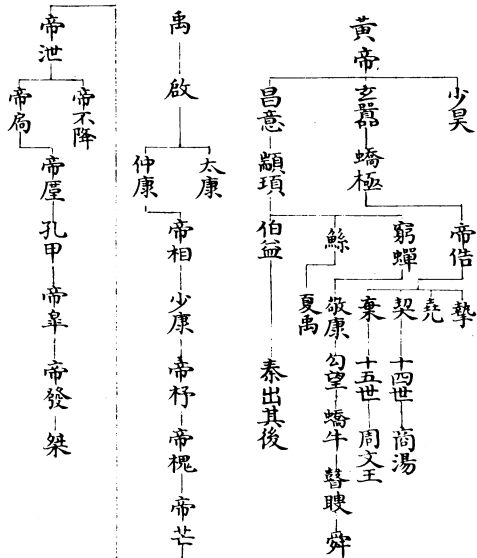 黃帝
少昊
玄囂
蟜極
昌意
顓頊
帝俈
窮蟬
鯀
伯益
摯
堯
契
十四世
商湯
棄
十五世
周文王
敬康
勾望
蟜牛
瞽瞍
舜
夏禹
秦出其後
禹
啟
太康
仲康
帝相
少康
帝杼
帝槐
帝芒
帝泄
帝不降
帝扃
帝厪
孔甲
帝皐
帝發
桀